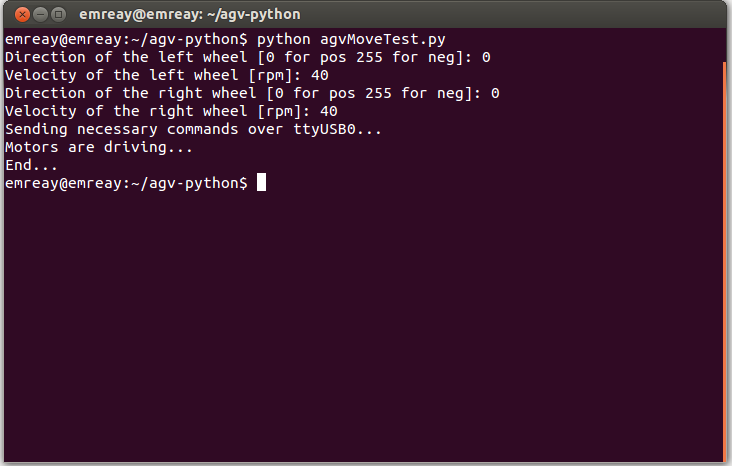 emreay@emreay: ~/agv-python
emreay@emreay:~/agv-python$ python agvMoveTest.py
Direction of the left wheel [0 for pos 255 for neg]: 0
Velocity of the left wheel [rpm]: 40
Direction of the right wheel [0 for pos 255 for neg]: 0
Velocity of the right wheel [rpm]: 40
Sending necessary commands over ttyUSB0...
Motors are driving...
End...
emreay@emreay:~/agv-python$